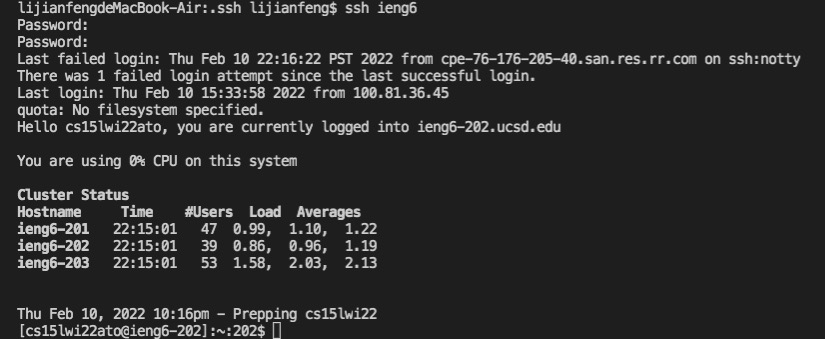 lijianfengdeMacBook-Air:.ssh lijianfeng$ ssh ieng6
Password:
Password:
Last failed login: Thu Feb 10 22:16:22 PST 2022 from cpe-76-176-205-40.san.res.rr.com on ssh:notty
There was 1 failed login attempt since the last successful login.
Last login: Thu Feb 10 15:33:58 2022 from 100.81.36.45
quota: No filesystem specified.
Hello cs15lwi22ato, you are currently logged into ieng6-202.ucsd.edu
You are using 0% CPU on this system
Cluster Status
Hostname     Time    #Users  Load  Averages
ieng6-201   22:15:01   47  0.99,  1.10,  1.22
ieng6-202   22:15:01   39  0.86,  0.96,  1.19
ieng6-203   22:15:01   53  1.58,  2.03,  2.13
Thu Feb 10, 2022 10:16pm - Prepping cs15lwi22
[cs15lwi22ato@ieng6-202]:~:202$